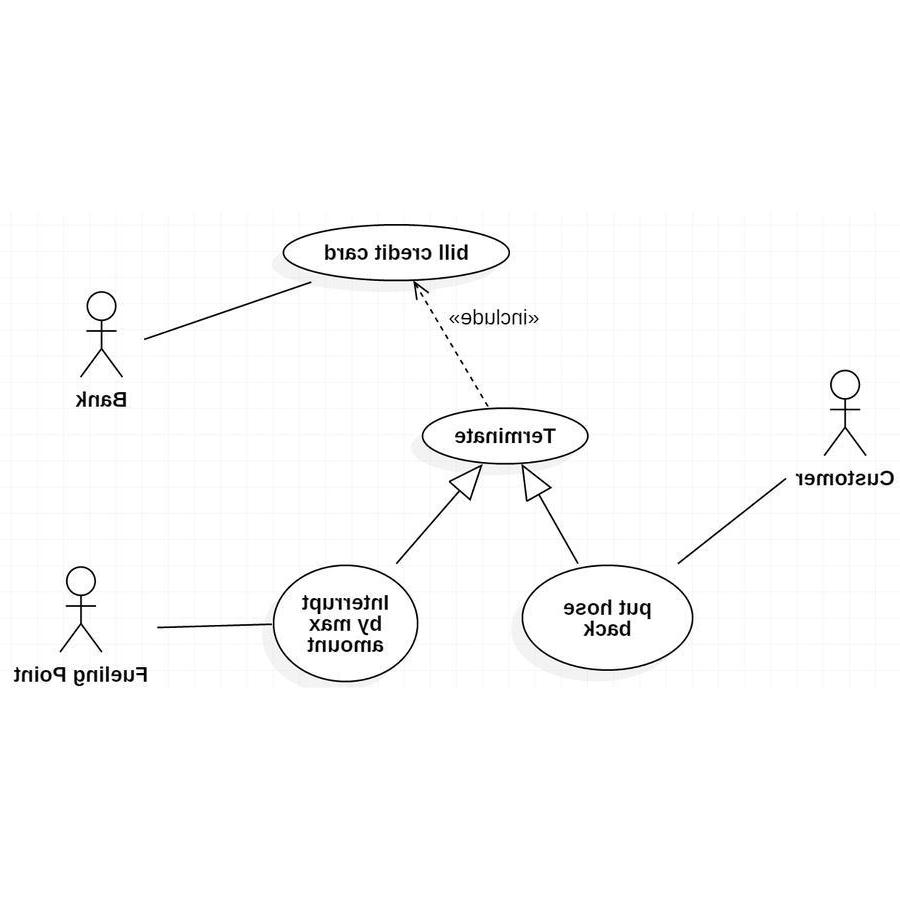 bill credit card
«include»
Bank
Terminate
Customer
Interrupt
by max
amount
put hose
back
Fueling Point